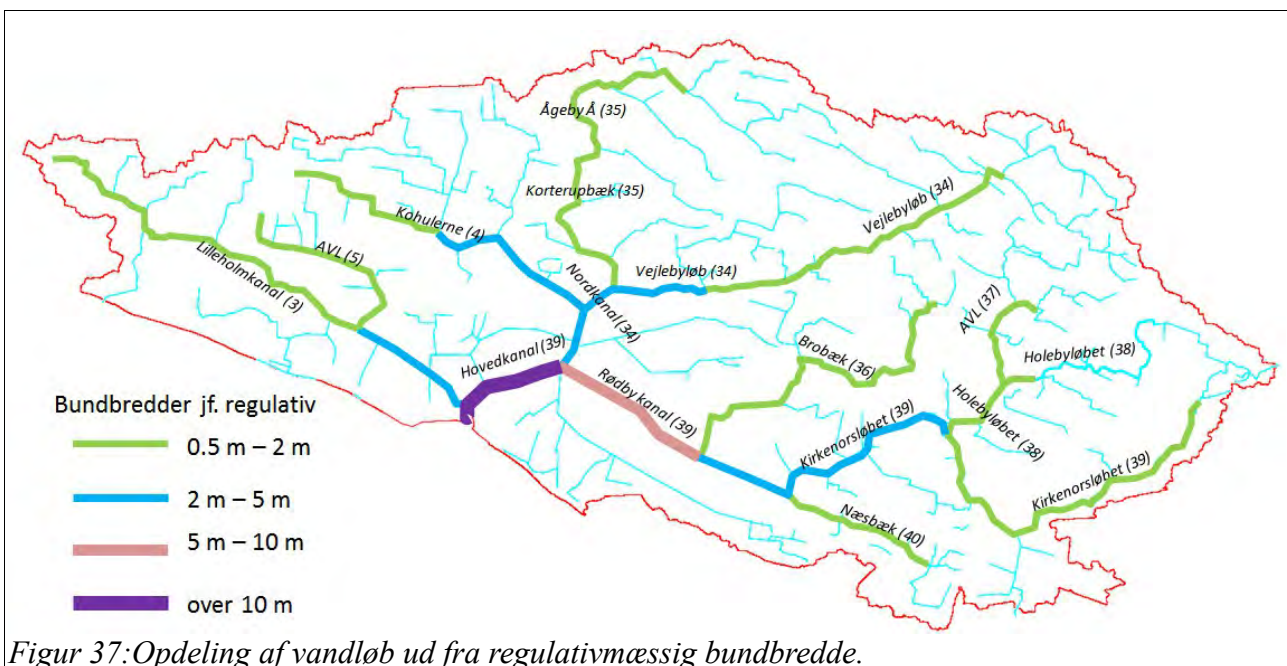 Ågeby Å (35)
Korterupbæk (35)
Vejlebyløb (34)
Kohulerne (4)
AVL (5)
Lilleholmkanal (3)
Vejlebyløb (34)
Nordkanal (34)
AVL (37)
Holebyløbet (38)
Brobæk (36)
Hovedkanal (39)
Rødby kanal (39)
Holebyløbet (38)
Kirkenorsløbet (39)
Kirkenorsløbet (39)
Næsbæk (40)
Bundbredder jf. regulativ
0.5 m – 2 m
2 m – 5 m
5 m – 10 m
over 10 m
Figur 37:Opdeling af vandløb ud fra regulativmæssig bundbredde.